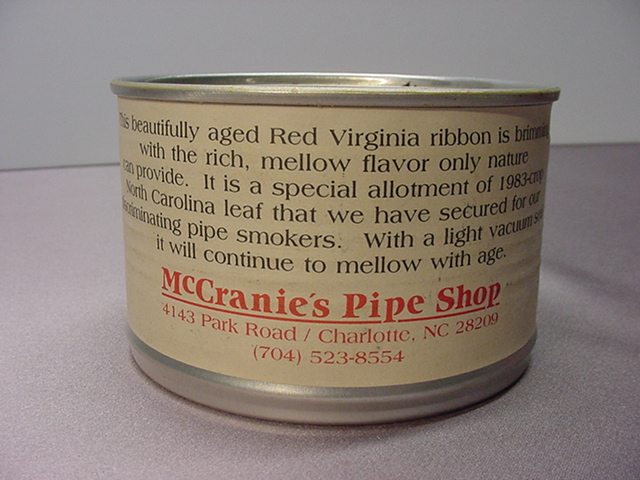 This beautifully aged Red Virginia ribbon is brimming
with the rich, mellow flavor only nature
can provide. It is a special allotment of 1983-crop
North Carolina leaf that we have secured for our
discriminating pipe smokers. With a light vacuum seal
it will continue to mellow with age.
McCranie's Pipe Shop
4143 Park Road / Charlotte, NC 28209
(704) 523-8554